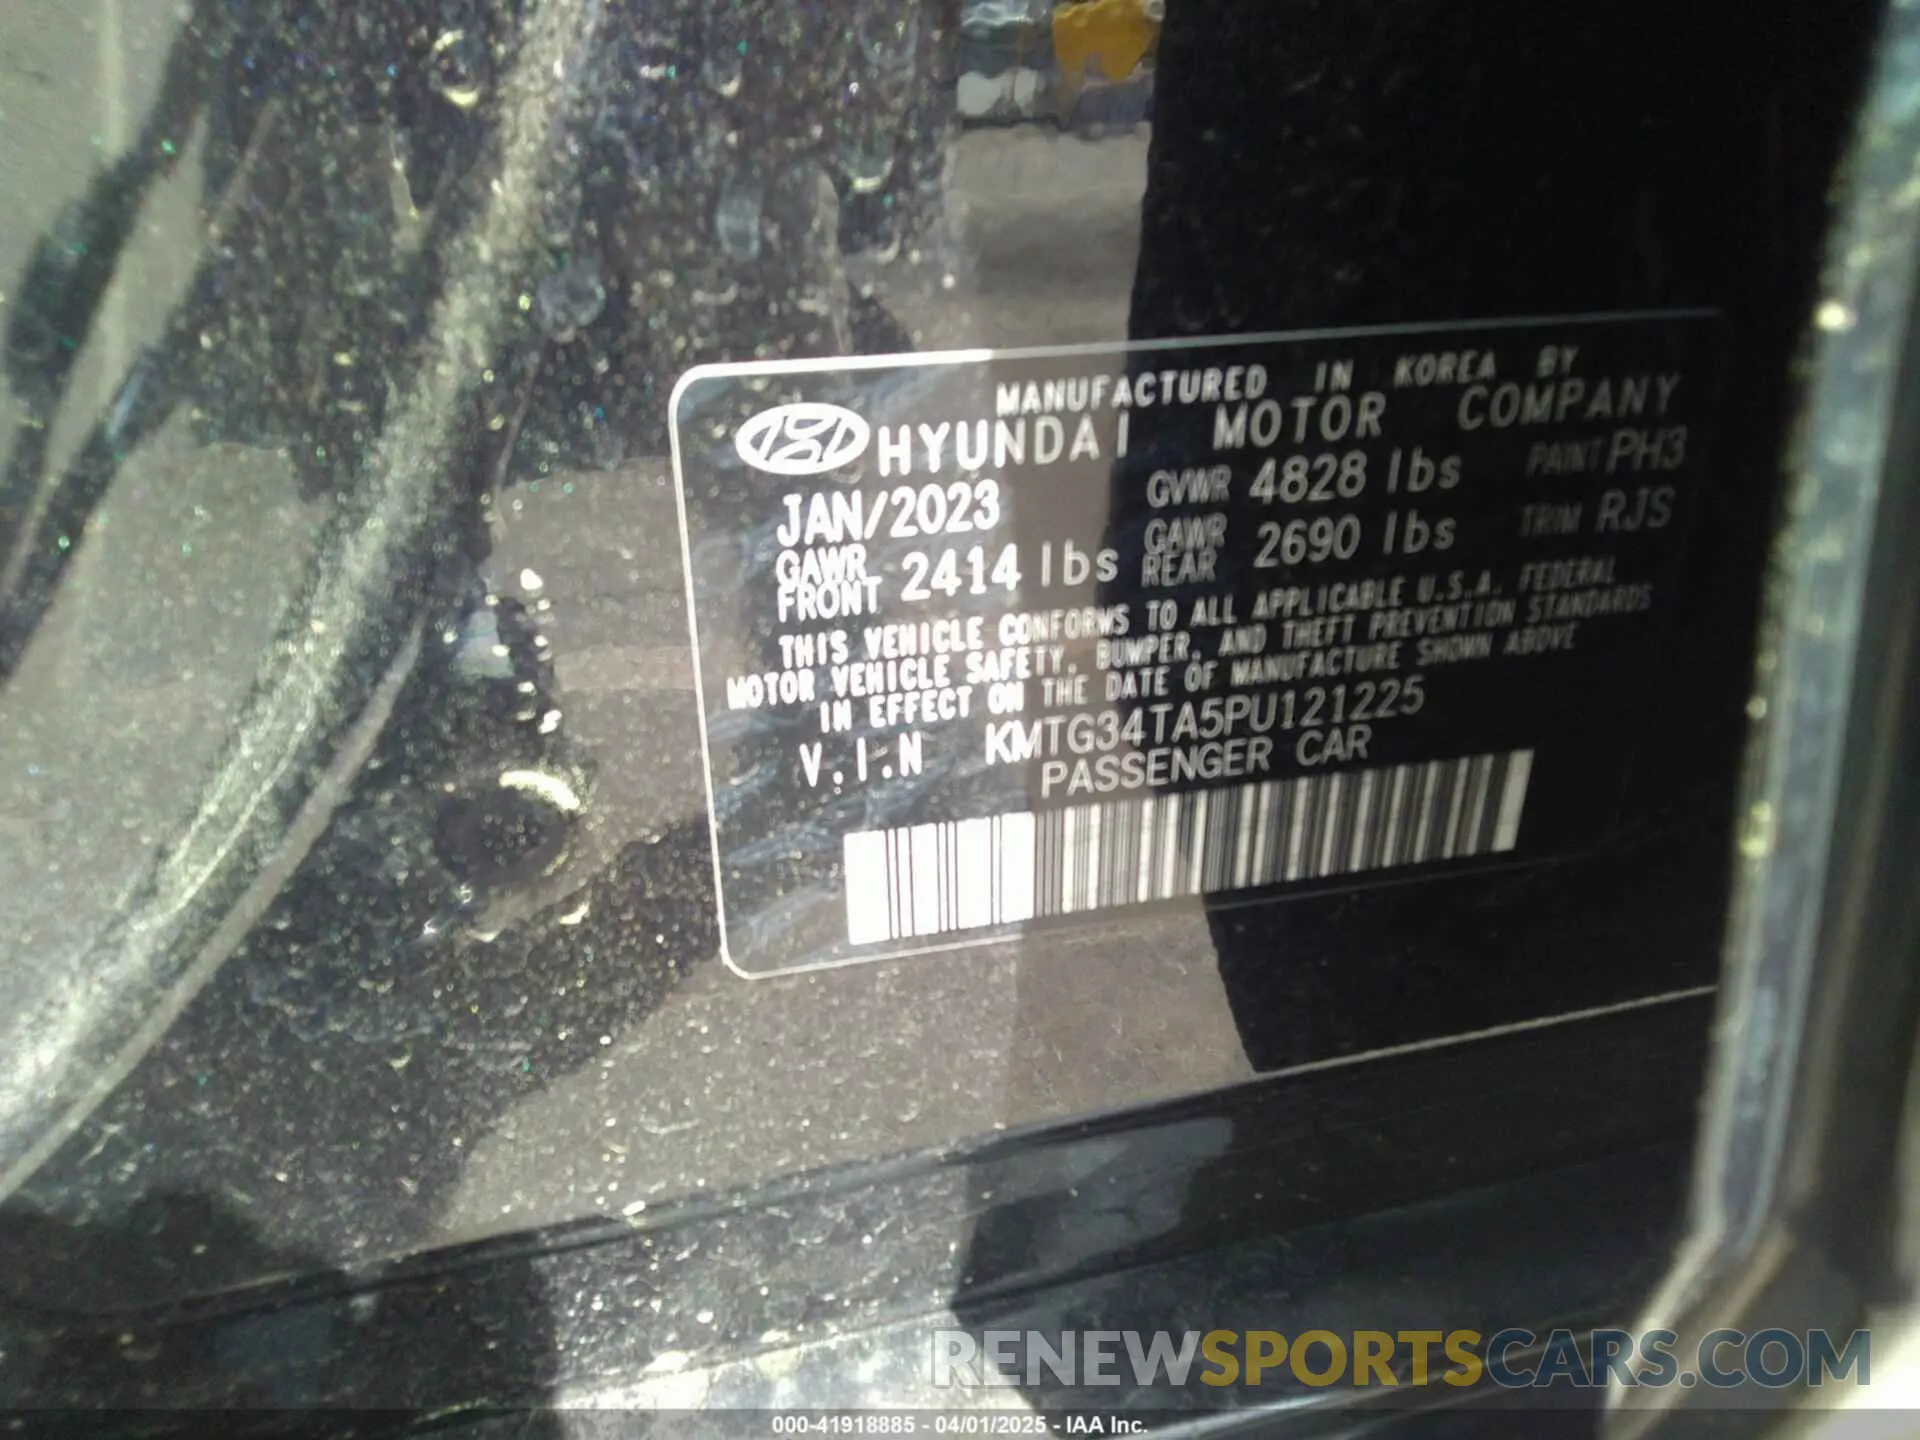 MANUFACTURED IN KOREA BY
HYUNDAI MOTOR COMPANY
JAN/2023 GVWR 4828 lbs PAINT PH3
GAWR FRONT 2414 lbs GAWR REAR 2690 lbs TRIM RJS
THIS VEHICLE CONFORMS TO ALL APPLICABLE U.S.A. FEDERAL
MOTOR VEHICLE SAFETY, BUMPER, AND THEFT PREVENTION STANDARDS
IN EFFECT ON THE DATE OF MANUFACTURE SHOWN ABOVE
V.I.N KMTG34TA5PU121225
PASSENGER CAR
RENEWSPORTSCARS.COM
000-41918885 - 04/01/2025 - IAA Inc.